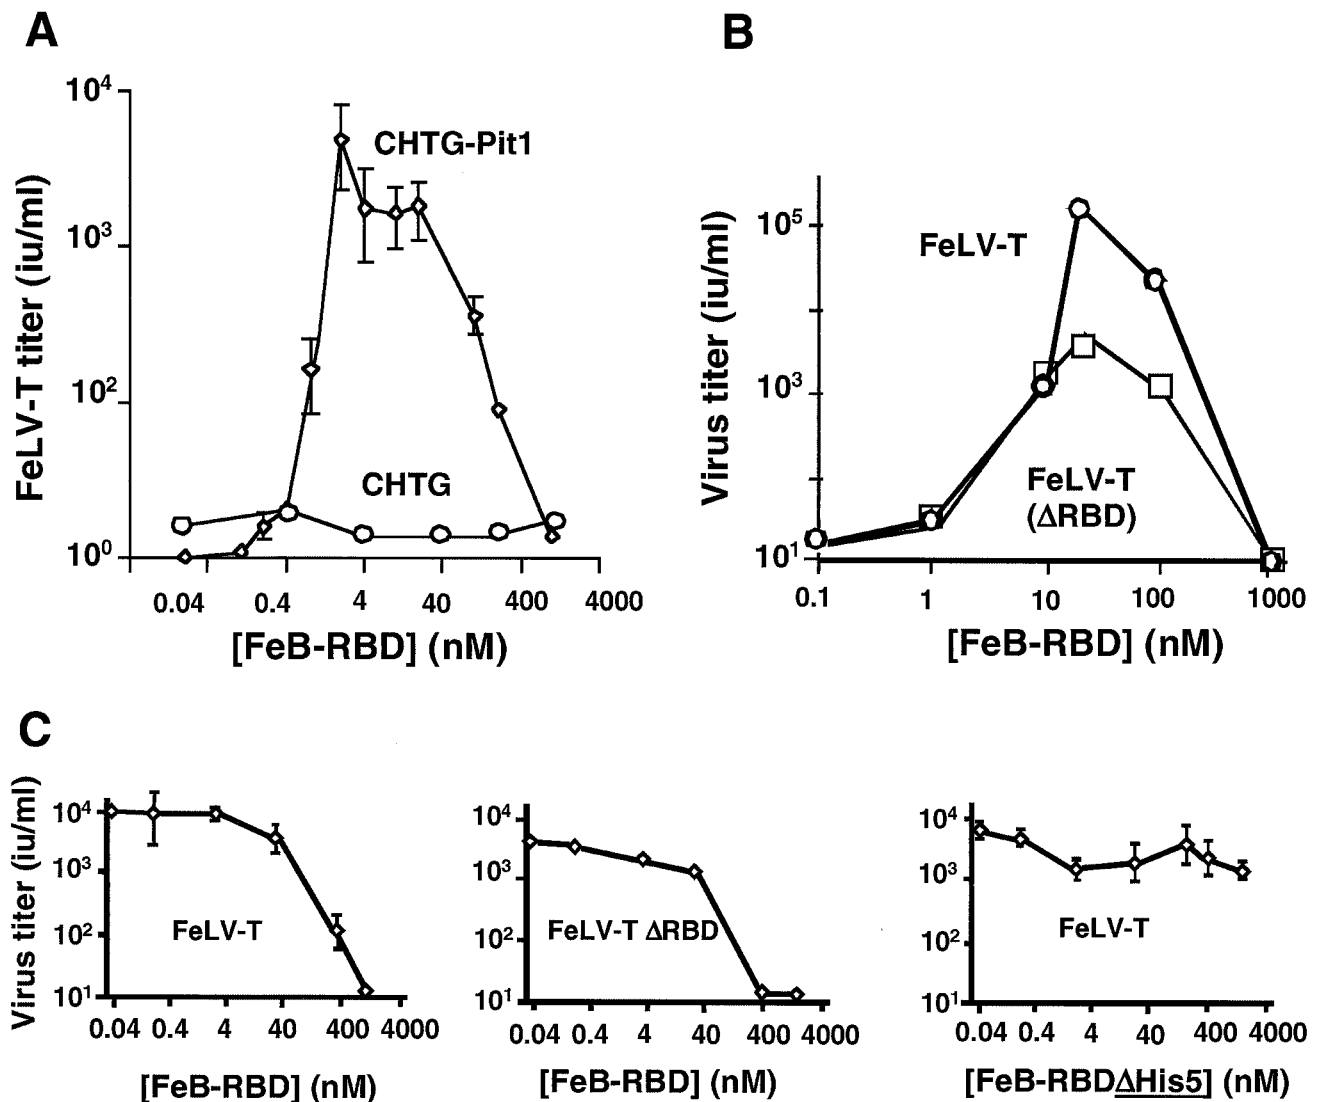 A
FeLV-T titer (iu/ml)
10⁴
10³
10²
10⁰
CHTG-Pit1
CHTG
0.04 0.4 4 40 400 4000
[FeB-RBD] (nM)
B
Virus titer (iu/ml)
10⁵
10³
10¹
FeLV-T
FeLV-T
(ΔRBD)
0.1 1 10 100 1000
[FeB-RBD] (nM)
C
Virus titer (iu/ml)
10⁴
10³
10²
10¹
FeLV-T
0.04 0.4 4 40 400 4000
[FeB-RBD] (nM)
10⁴
10³
10²
10¹
FeLV-T ΔRBD
0.04 0.4 4 40 400 4000
[FeB-RBD] (nM)
10⁴
10³
10²
10¹
FeLV-T
0.04 0.4 4 40 400 4000
[FeB-RBDΔHis5] (nM)